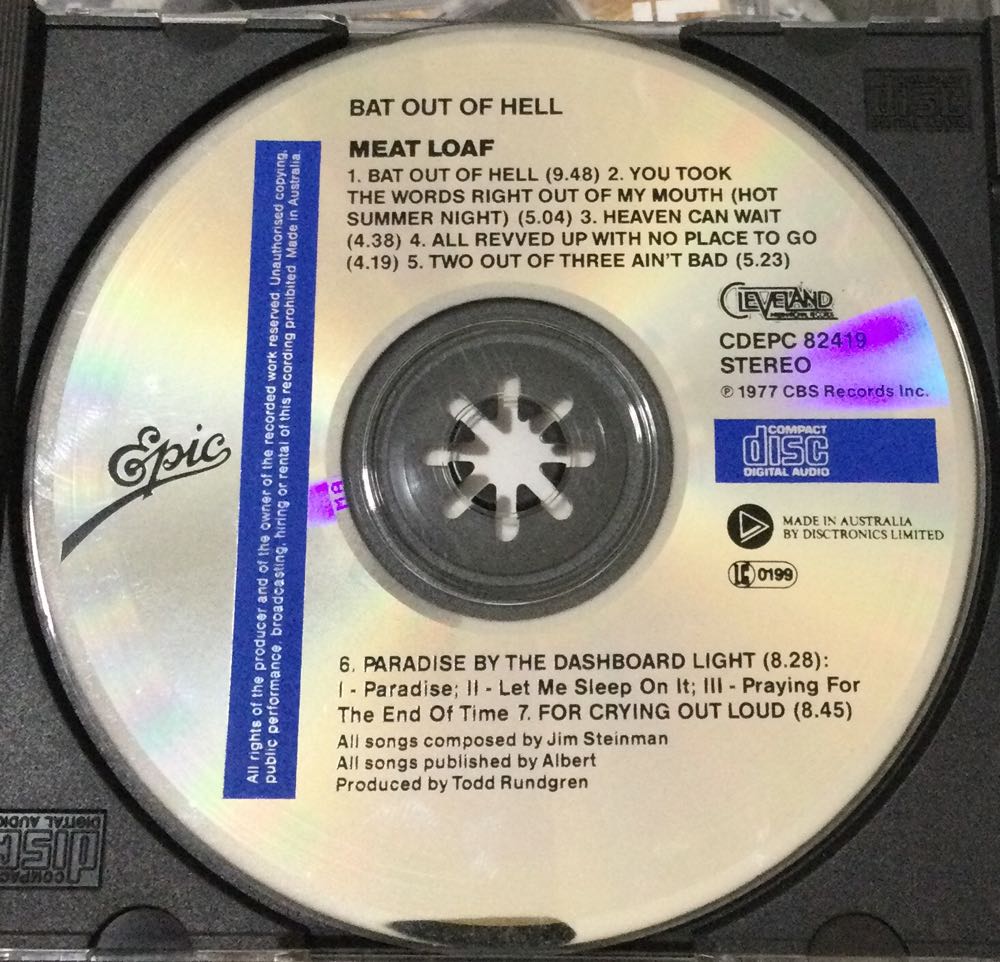 BAT OUT OF HELL
MEAT LOAF
1. BAT OUT OF HELL (9.48) 2. YOU TOOK
THE WORDS RIGHT OUT OF MY MOUTH (HOT
SUMMER NIGHT) (5.04) 3. HEAVEN CAN WAIT
(4.38) 4. ALL REVVED UP WITH NO PLACE TO GO
(4.19) 5. TWO OUT OF THREE AIN'T BAD (5.23)
All rights of the producer and of the owner of the recorded work reserved. Unauthorised copying,
public performance, broadcasting, hiring or rental of this recording prohibited. Made in Australia.
Epic
CLEVELAND
CDEPC 82419
STEREO
℗ 1977 CBS Records Inc.
COMPACT
disc
DIGITAL AUDIO
MADE IN AUSTRALIA
BY DISCTRONICS LIMITED
LC 0199
6. PARADISE BY THE DASHBOARD LIGHT (8.28):
I - Paradise; II - Let Me Sleep On It; III - Praying For
The End Of Time 7. FOR CRYING OUT LOUD (8.45)
All songs composed by Jim Steinman
All songs published by Albert
Produced by Todd Rundgren
COMPACT
disc
DIGITAL AUDIO
disc